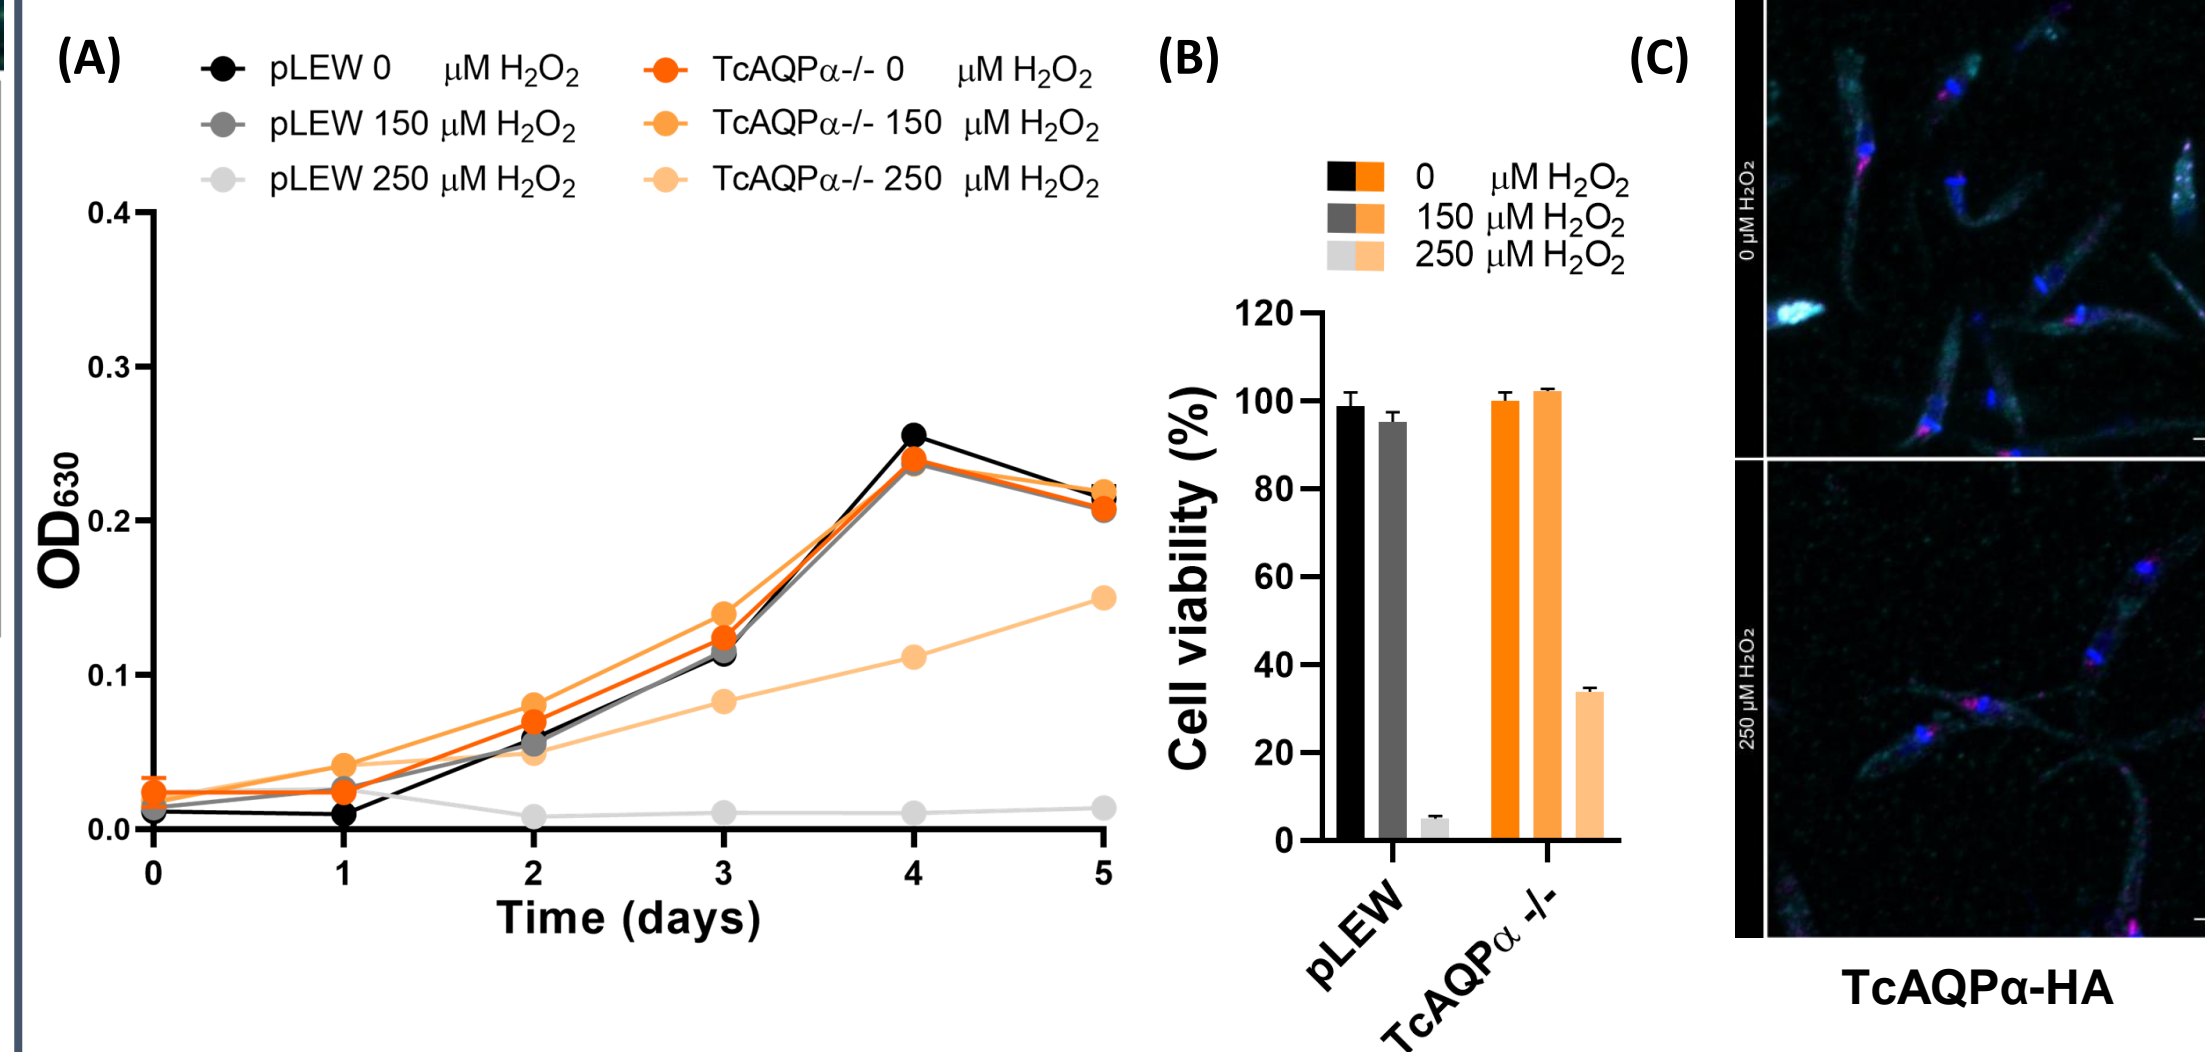 (A)
pLEW 0 μM H₂O₂
pLEW 150 μM H₂O₂
pLEW 250 μM H₂O₂
TcAQPα-/- 0 μM H₂O₂
TcAQPα-/- 150 μM H₂O₂
TcAQPα-/- 250 μM H₂O₂
OD₆₃₀
0.4
0.3
0.2
0.1
0.0
0 1 2 3 4 5
Time (days)
(B)
0 μM H₂O₂
150 μM H₂O₂
250 μM H₂O₂
Cell viability (%)
120
100
80
60
40
20
0
pLEW
TcAQPα -/-
(C)
0 μM H₂O₂
250 μM H₂O₂
TcAQPα-HA